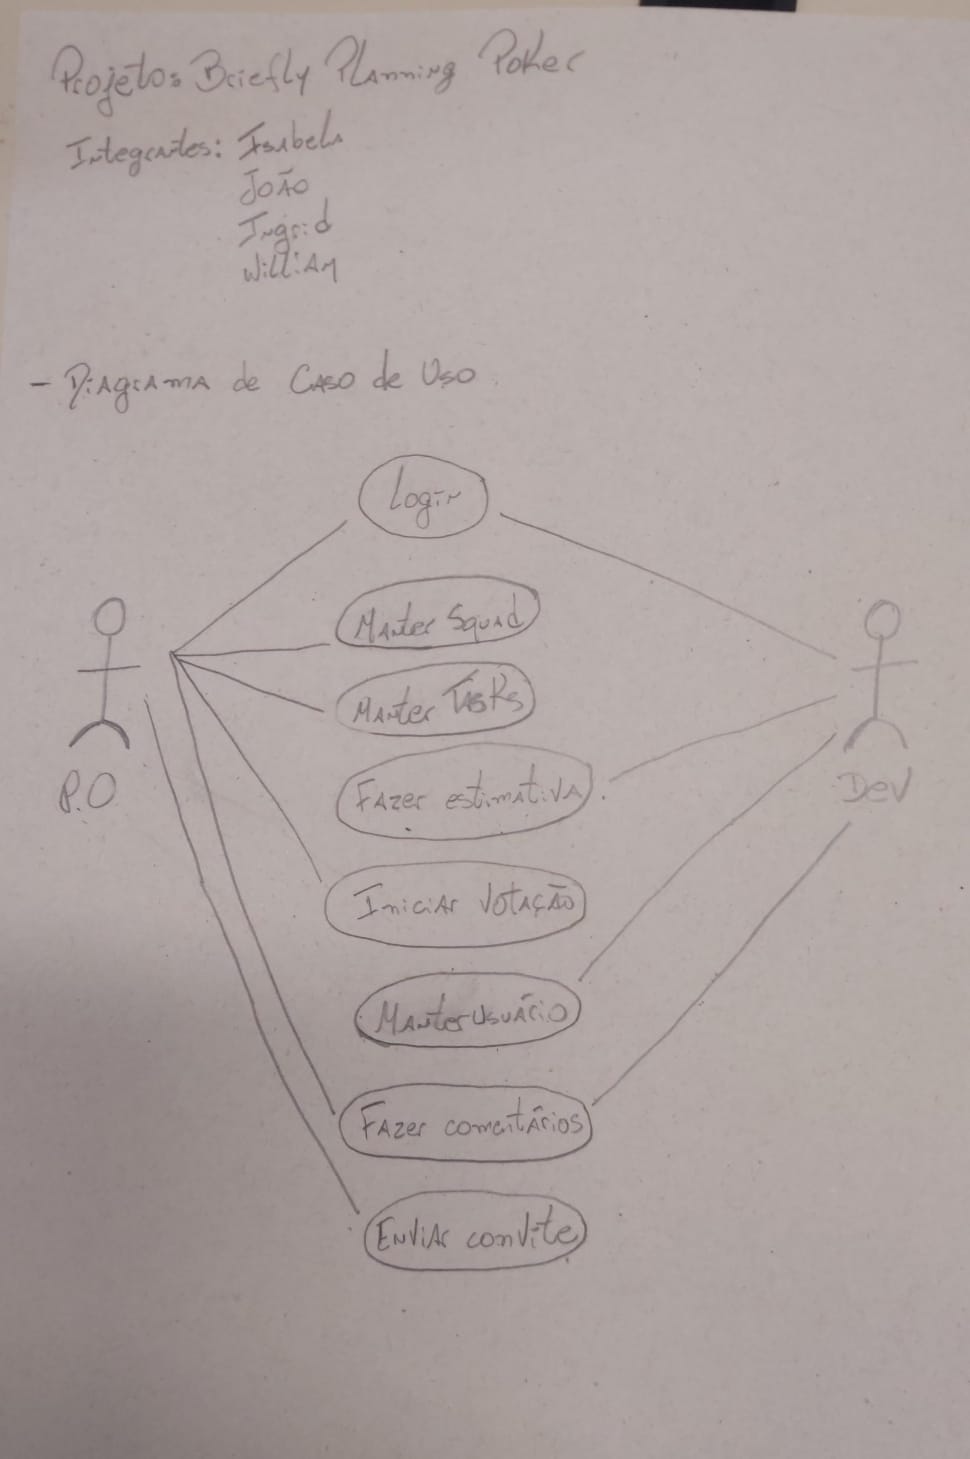 Projetos Briefly Planning Poker
Integrantes: Isabela
João
Ingrid
William
- Diagrama de Caso de Uso
Login
Manter Squad
Manter Tasks
Fazer estimativa
P.O
Dev
Iniciar Votação
Manter Usuário
Fazer comentários
Enviar convite